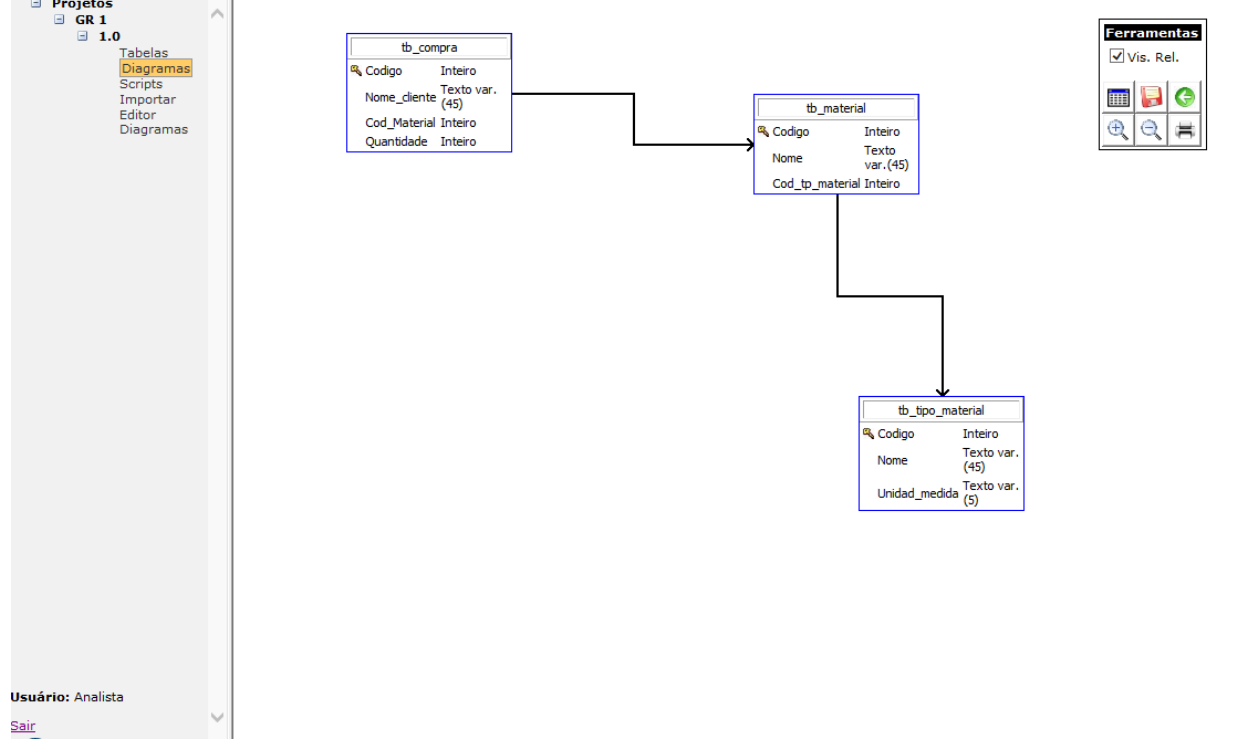 Projetos
GR 1
1.0
Tabelas
Diagramas
Scripts
Importar
Editor
Diagramas
Usuário: Analista
Sair
tb_compra
Codigo Inteiro
Nome_cliente Texto var.
(45)
Cod_Material Inteiro
Quantidade Inteiro
tb_material
Codigo Inteiro
Nome Texto
var.(45)
Cod_tp_material Inteiro
tb_tipo_material
Codigo Inteiro
Nome Texto var.
(45)
Unidad_medida Texto var.
(5)
Ferramentas
Vis. Rel.